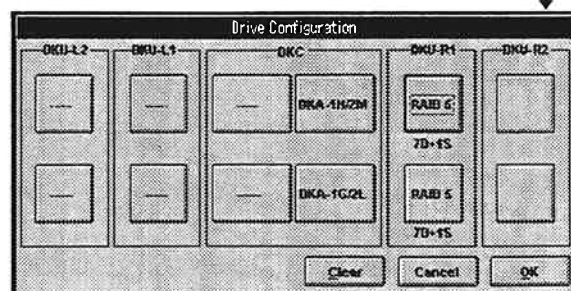 Drive Configuration
DKU-L2 DKU-L1 DKC DKU-R1 DKU-R2
---- ---- ---- DKA-1H/2M RAID 5
7D+1S
---- ---- ---- DKA-1G/2L RAID 5
7D+1S
Clear Cancel OK